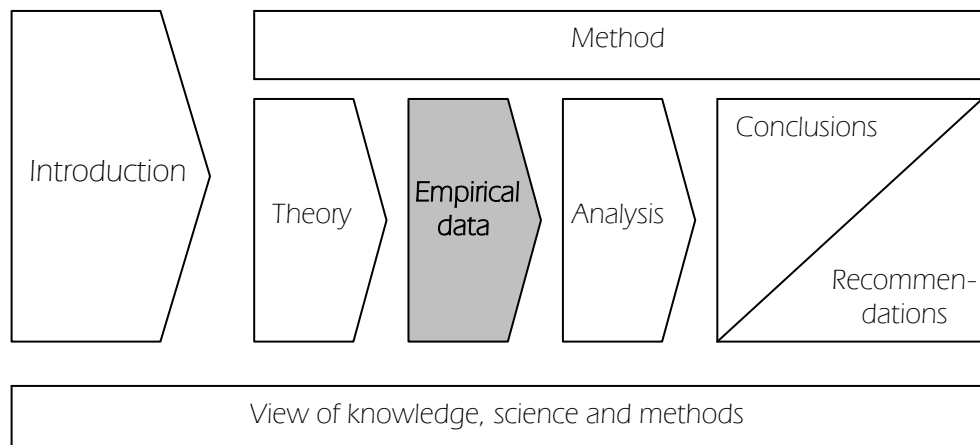 Method
Introduction
Theory
Empirical
data
Analysis
Conclusions
Recommen-
dations
View of knowledge, science and methods